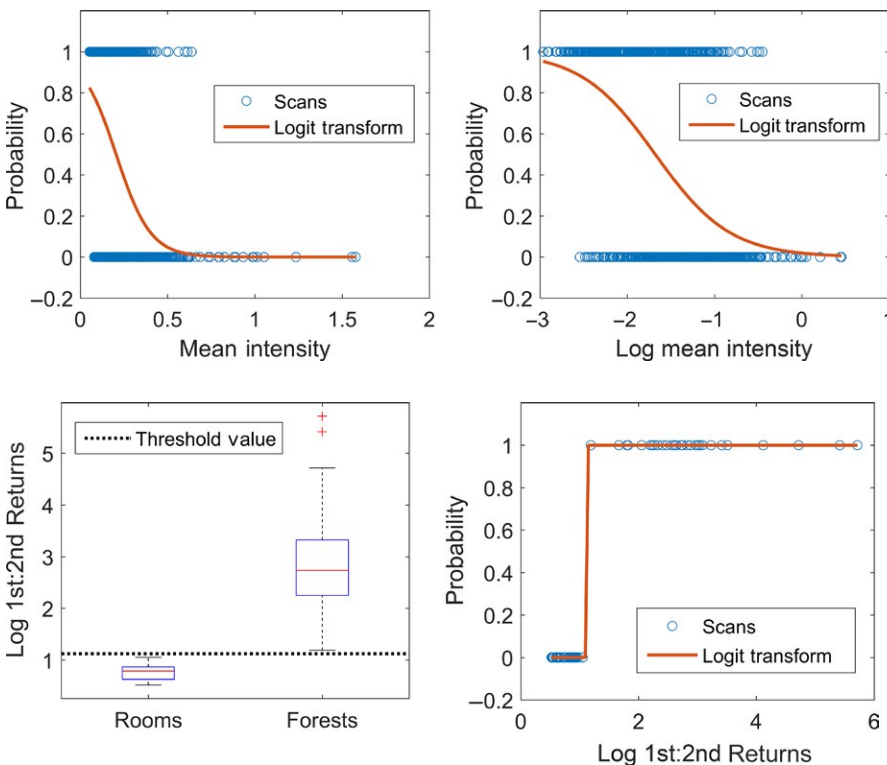 Probability
1
0.8
0.6
0.4
0.2
0
−0.2
0
0.5
1
1.5
2
Mean intensity
Scans
Logit transform
Probability
1
0.8
0.6
0.4
0.2
0
−0.2
−3
−2
−1
0
1
Log mean intensity
Scans
Logit transform
Log 1st:2nd Returns
5
4
3
2
1
Threshold value
Rooms
Forests
Probability
1
0.8
0.6
0.4
0.2
0
−0.2
0
2
4
6
Log 1st:2nd Returns
Scans
Logit transform